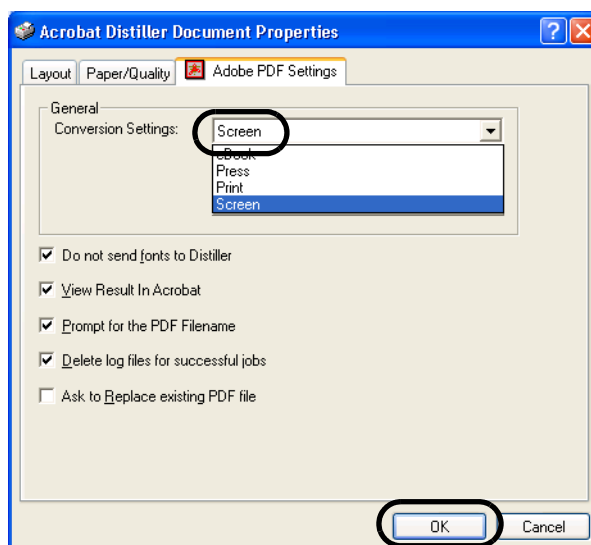 Acrobat Distiller Document Properties
Layout Paper/Quality Adobe PDF Settings
General
Conversion Settings: Screen
eBook
Press
Print
Screen
Do not send fonts to Distiller
View Result In Acrobat
Prompt for the PDF Filename
Delete log files for successful jobs
Ask to Replace existing PDF file
OK Cancel